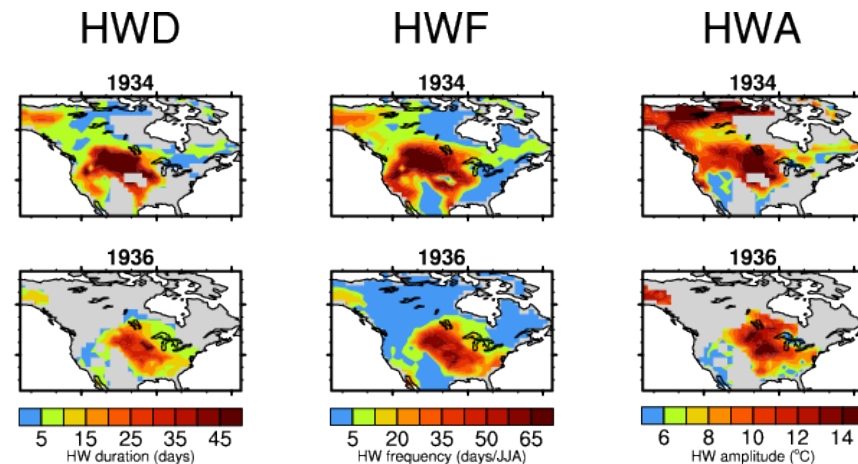 HWD HWF HWA
1934 1934 1934
1936 1936 1936
5 15 25 35 45 5 20 35 50 65 6 8 10 12 14
HW duration (days) HW frequency (days/JJA) HW amplitude (°C)